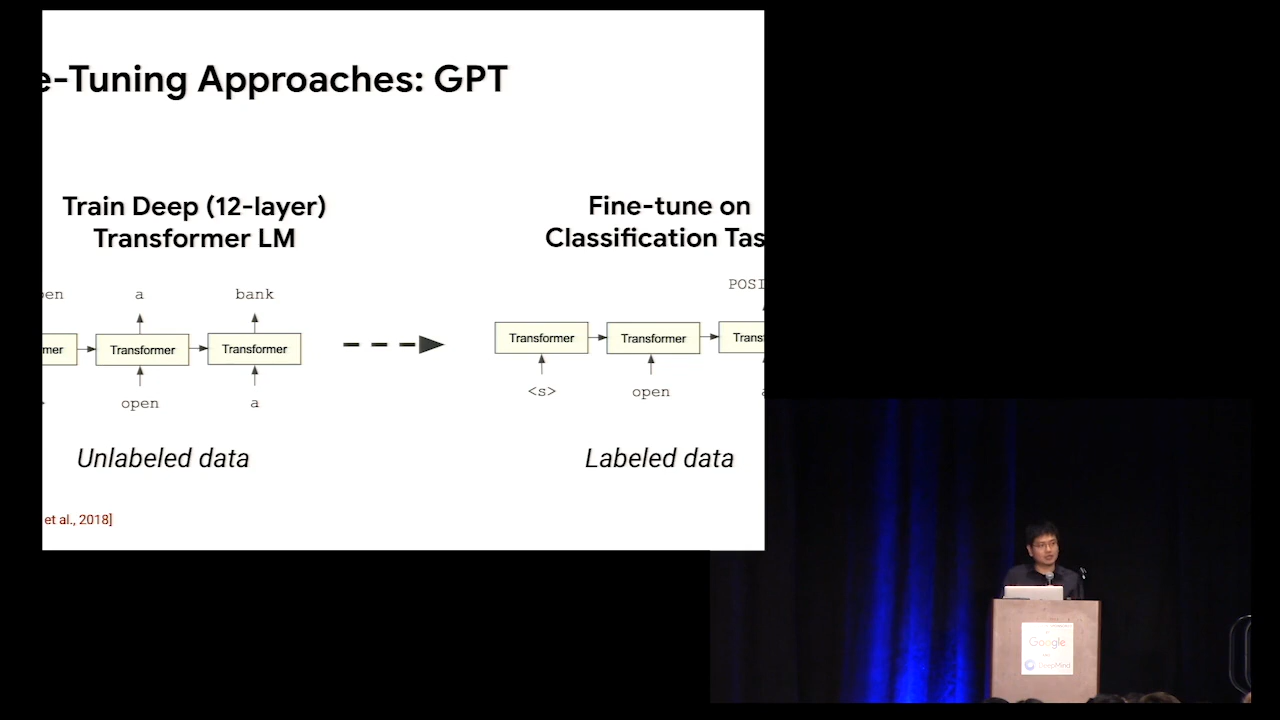 e-Tuning Approaches: GPT
Train Deep (12-layer)
Transformer LM
Fine-tune on
Classification Tas
en a bank
POSI
mer Transformer Transformer
Transformer Transformer Trans
open a
<s> open a
Unlabeled data
Labeled data
et al., 2018]
Google
DeepMind